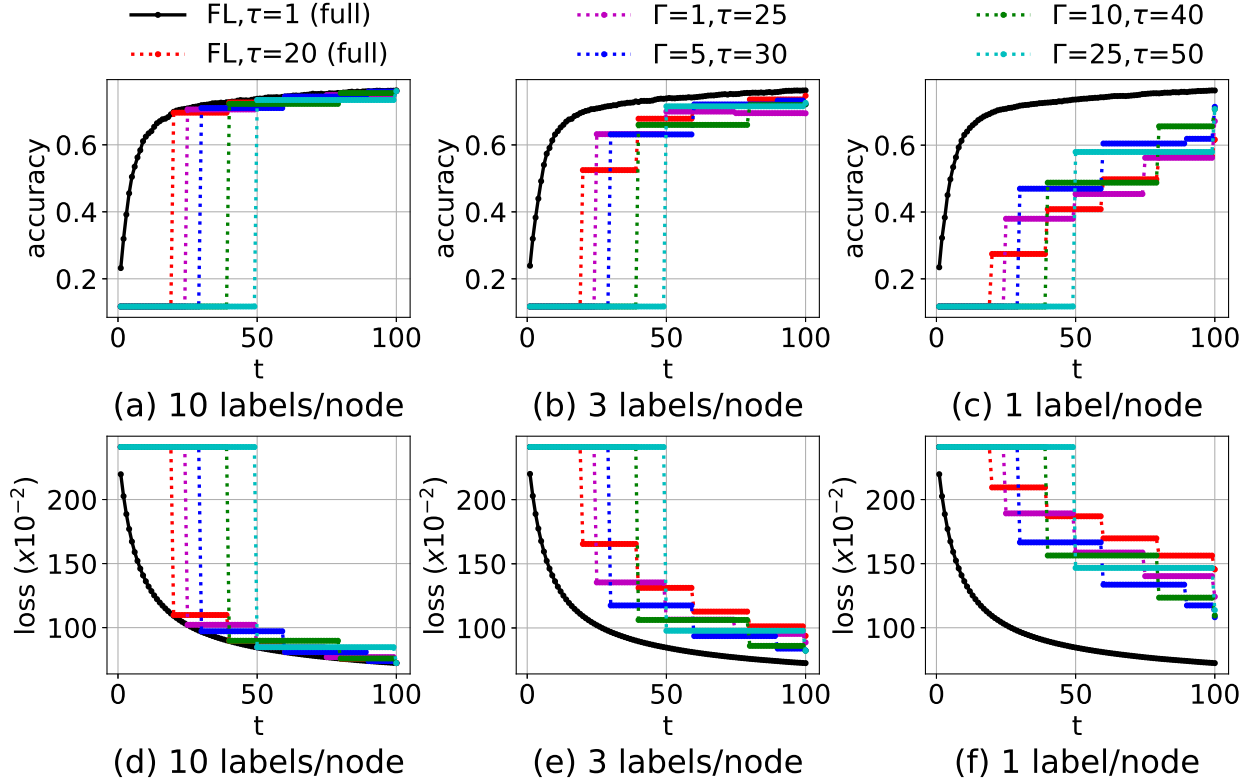 FL,τ=1 (full) Γ=1,τ=25 Γ=10,τ=40
FL,τ=20 (full) Γ=5,τ=30 Γ=25,τ=50
accuracy accuracy accuracy
0.6 0.6 0.6
0.4 0.4 0.4
0.2 0.2 0.2
0 50 100 0 50 100 0 50 100
t t t
(a) 10 labels/node (b) 3 labels/node (c) 1 label/node
loss (x10⁻²) loss (x10⁻²) loss (x10⁻²)
200 200 200
150 150 150
100 100 100
0 50 100 0 50 100 0 50 100
t t t
(d) 10 labels/node (e) 3 labels/node (f) 1 label/node